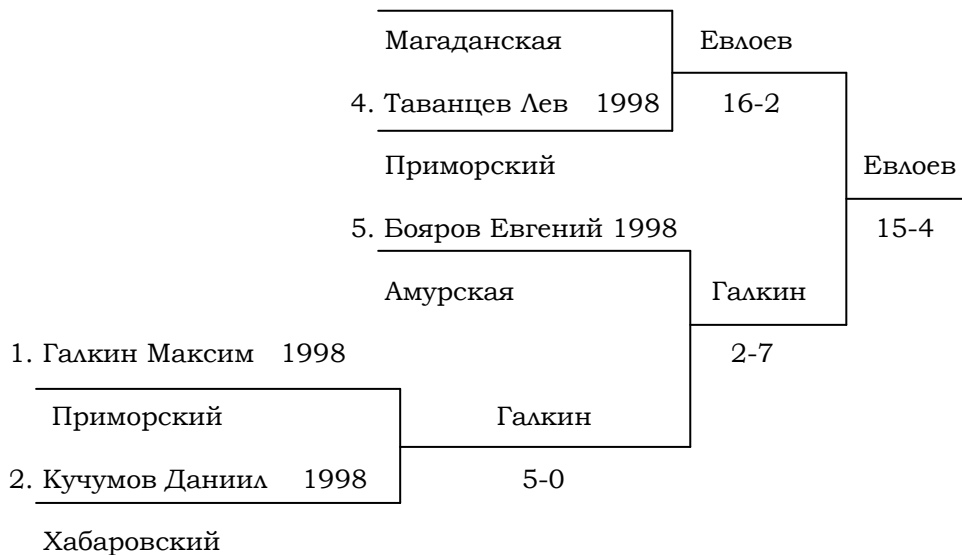 Магаданская Евлоев
4. Таванцев Лев 1998 16-2
Приморский Евлоев
5. Бояров Евгений 1998 15-4
Амурская Галкин
1. Галкин Максим 1998 2-7
Приморский Галкин
2. Кучумов Даниил 1998 5-0
Хабаровский